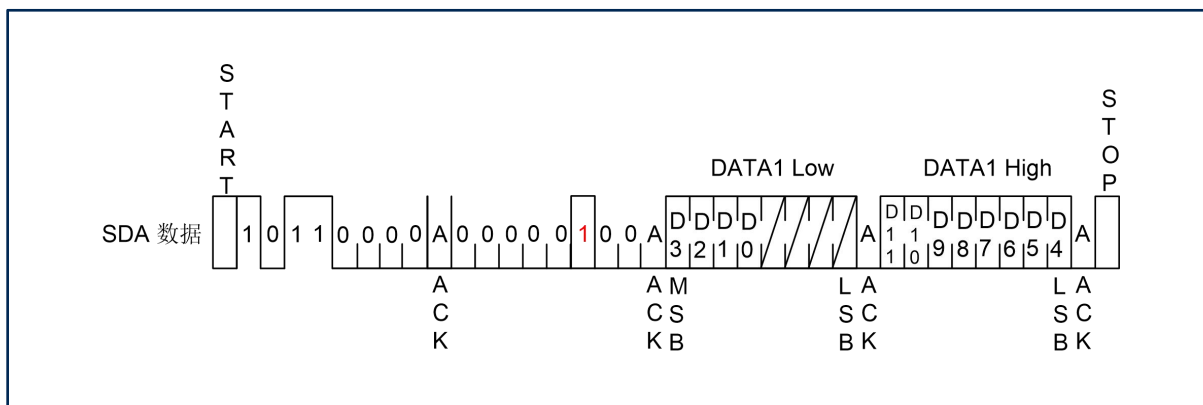 START
STOP
DATA1 Low
DATA1 High
SDA 数据
1 0 1 1 0 0 0 0 A 0 0 0 0 0 1 0 0 A D3 D2 D1 D0 A D11 D10 D9 D8 D7 D6 D5 D4 A
ACK
ACK
MSB
LSB
ACK
LSB
ACK